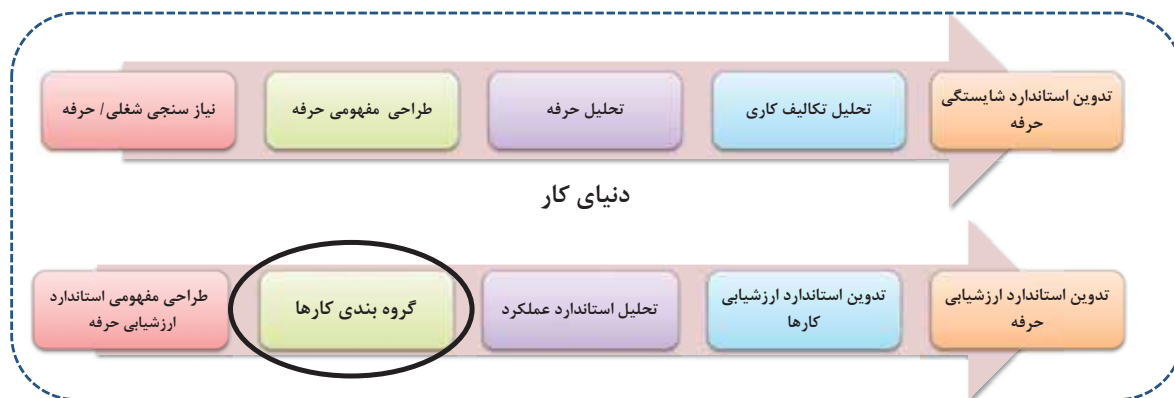 نیاز سنجی شغلی/ حرفه
طراحی مفهومی حرفه
تحلیل حرفه
تحلیل تکالیف کاری
تدوین استاندارد شایستگی
حرفه
دنیای کار
طراحی مفهومی استاندارد
ارزشیابی حرفه
گروه بندی کارها
تحلیل استاندارد عملکرد
تدوین استاندارد ارزشیابی
کارها
تدوین استاندارد ارزشیابی
حرفه